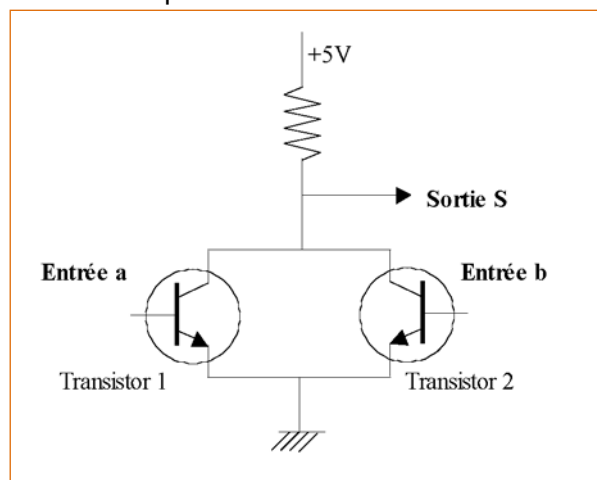 +5V
Sortie S
Entrée a
Entrée b
Transistor 1
Transistor 2